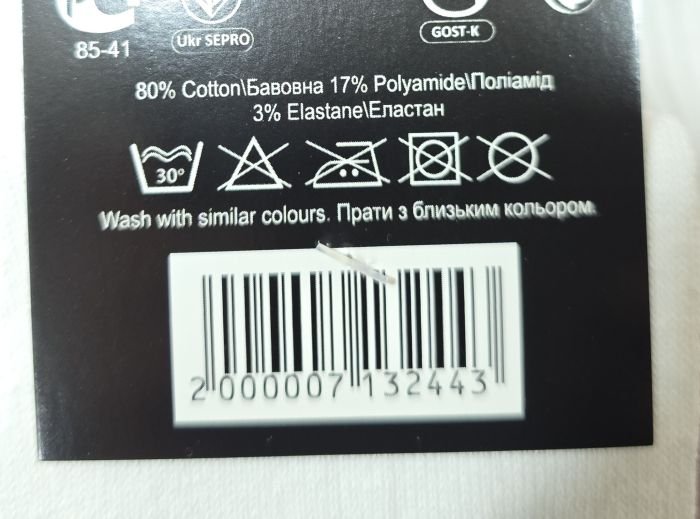 85-41 Ukr SEPRO GOST-K
80% Cotton\Бавовна 17% Polyamide\Поліамід
3% Elastane\Еластан
30°
Wash with similar colours. Прати з близьким кольором.
2 000007 132443